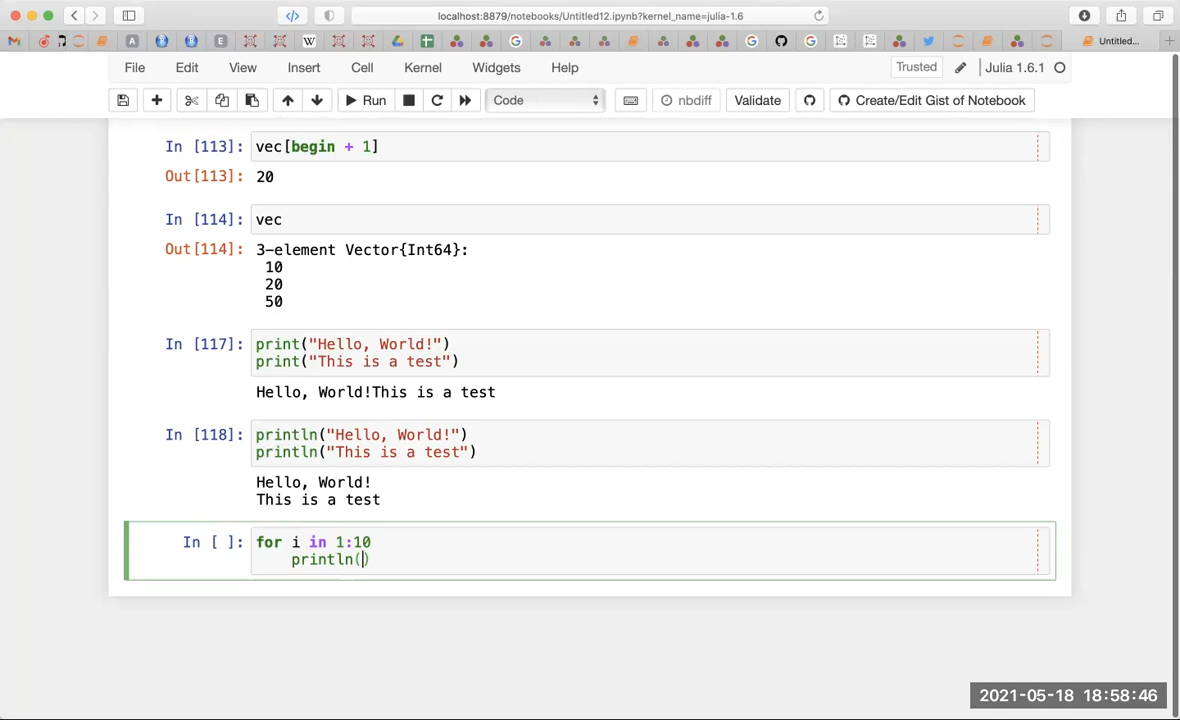 localhost:8879/notebooks/Untitled12.ipynb?kernel_name=julia-1.6
Untitled...
File Edit View Insert Cell Kernel Widgets Help Trusted Julia 1.6.1
Run Code nbdiff Validate Create/Edit Gist of Notebook
In [113]: vec[begin + 1]
Out[113]: 20
In [114]: vec
Out[114]: 3-element Vector{Int64}:
10
20
50
In [117]: print("Hello, World!")
print("This is a test")
Hello, World!This is a test
In [118]: println("Hello, World!")
println("This is a test")
Hello, World!
This is a test
In [ ]: for i in 1:10
println()
2021-05-18 18:58:46